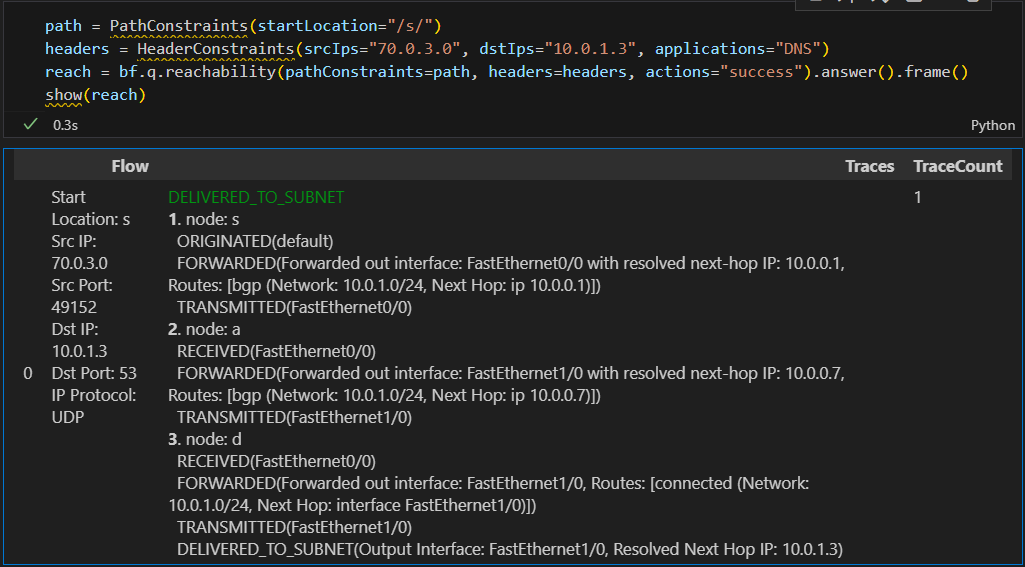 path = PathConstraints(startLocation="/s/")
headers = HeaderConstraints(srcIps="70.0.3.0", dstIps="10.0.1.3", applications="DNS")
reach = bf.q.reachability(pathConstraints=path, headers=headers, actions="success").answer().frame()
show(reach)
0.3s
Python
Flow Traces TraceCount
0
Start
Location: s
Src IP:
70.0.3.0
Src Port:
49152
Dst IP:
10.0.1.3
Dst Port: 53
IP Protocol:
UDP
DELIVERED_TO_SUBNET
1. node: s
ORIGINATED(default)
FORWARDED(Forwarded out interface: FastEthernet0/0 with resolved next-hop IP: 10.0.0.1,
Routes: [bgp (Network: 10.0.1.0/24, Next Hop: ip 10.0.0.1)])
TRANSMITTED(FastEthernet0/0)
2. node: a
RECEIVED(FastEthernet0/0)
FORWARDED(Forwarded out interface: FastEthernet1/0 with resolved next-hop IP: 10.0.0.7,
Routes: [bgp (Network: 10.0.1.0/24, Next Hop: ip 10.0.0.7)])
TRANSMITTED(FastEthernet1/0)
3. node: d
RECEIVED(FastEthernet0/0)
FORWARDED(Forwarded out interface: FastEthernet1/0, Routes: [connected (Network:
10.0.1.0/24, Next Hop: interface FastEthernet1/0)])
TRANSMITTED(FastEthernet1/0)
DELIVERED_TO_SUBNET(Output Interface: FastEthernet1/0, Resolved Next Hop IP: 10.0.1.3)
1